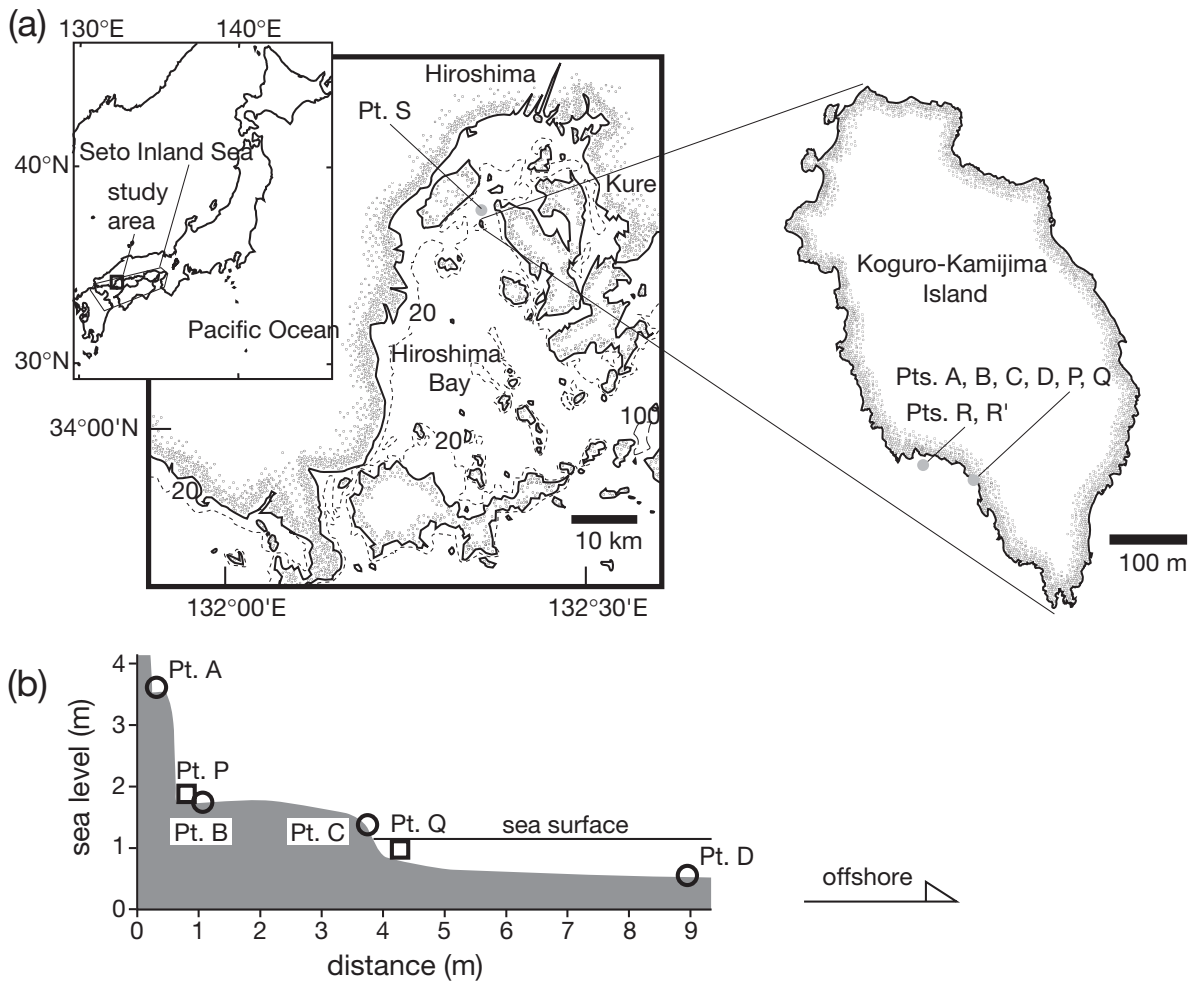 (a)
130°E 140°E
40°N
30°N
Seto Inland Sea
study
area
Pacific Ocean
Hiroshima
Pt. S
Kure
20
Hiroshima
Bay
20
100
20
34°00'N
10 km
132°00'E 132°30'E
Koguro-Kamijima
Island
Pts. A, B, C, D, P, Q
Pts. R, R'
100 m
(b)
sea level (m)
4
3
2
1
0
Pt. A
Pt. P
Pt. B
Pt. C
Pt. Q
sea surface
Pt. D
0 1 2 3 4 5 6 7 8 9
distance (m)
offshore